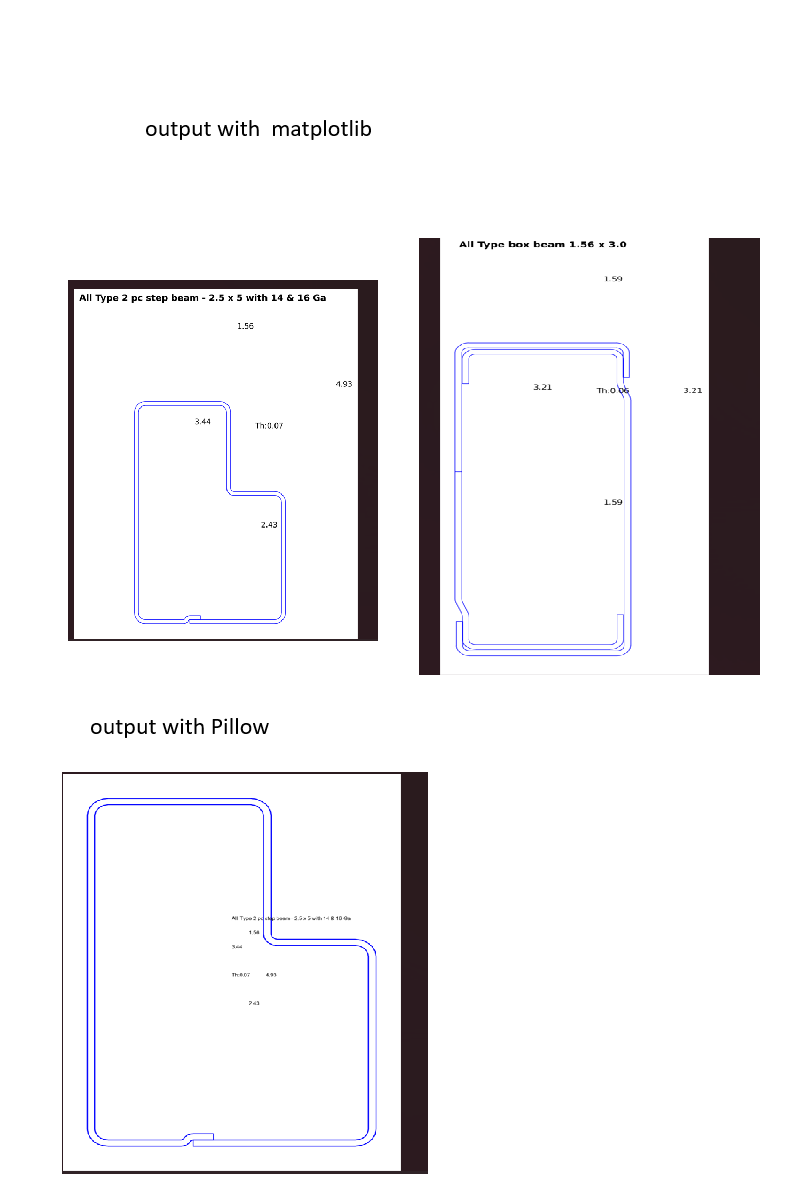 output with  matplotlib
All Type box beam 1.56 x 3.0
1.59
All Type 2 pc step beam - 2.5 x 5 with 14 & 16 Ga
1.56
4.93
3.44
Th:0.07
3.21
Th:0.06
3.21
2.43
1.59
output with Pillow
All Type 2 pc step beam - 2.5 x 5 with 14 & 16 Ga
1.56
3.44
Th:0.07
4.93
2.43